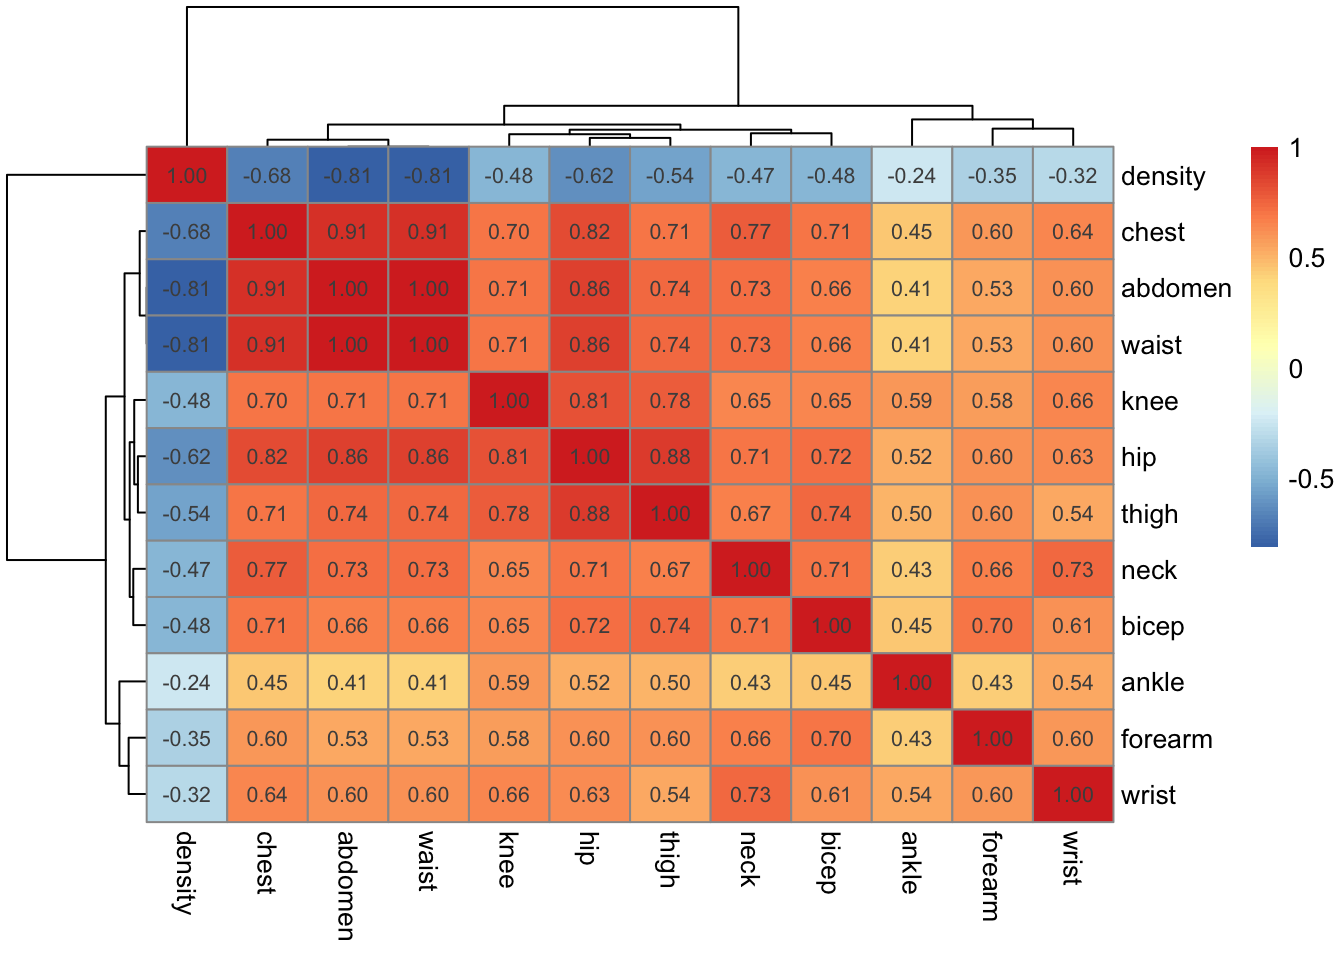 1.00 -0.68 -0.81 -0.81 -0.48 -0.62 -0.54 -0.47 -0.48 -0.24 -0.35 -0.32 density
-0.68 1.00 0.91 0.91 0.70 0.82 0.71 0.77 0.71 0.45 0.60 0.64 chest
-0.81 0.91 1.00 1.00 0.71 0.86 0.74 0.73 0.66 0.41 0.53 0.60 abdomen
-0.81 0.91 1.00 1.00 0.71 0.86 0.74 0.73 0.66 0.41 0.53 0.60 waist
-0.48 0.70 0.71 0.71 1.00 0.81 0.78 0.65 0.65 0.59 0.58 0.66 knee
-0.62 0.82 0.86 0.86 0.81 1.00 0.88 0.71 0.72 0.52 0.60 0.63 hip
-0.54 0.71 0.74 0.74 0.78 0.88 1.00 0.67 0.74 0.50 0.60 0.54 thigh
-0.47 0.77 0.73 0.73 0.65 0.71 0.67 1.00 0.71 0.43 0.66 0.73 neck
-0.48 0.71 0.66 0.66 0.65 0.72 0.74 0.71 1.00 0.45 0.70 0.61 bicep
-0.24 0.45 0.41 0.41 0.59 0.52 0.50 0.43 0.45 1.00 0.43 0.54 ankle
-0.35 0.60 0.53 0.53 0.58 0.60 0.60 0.66 0.70 0.43 1.00 0.60 forearm
-0.32 0.64 0.60 0.60 0.66 0.63 0.54 0.73 0.61 0.54 0.60 1.00 wrist
density chest abdomen waist knee hip thigh neck bicep ankle forearm wrist
1
0.5
0
-0.5